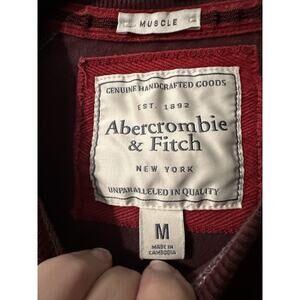 MUSCLE
GENUINE HANDCRAFTED GOODS
EST. 1892
Abercrombie
& Fitch
NEW YORK
UNPARALLELED IN QUALITY
M
MADE IN
CAMBODIA